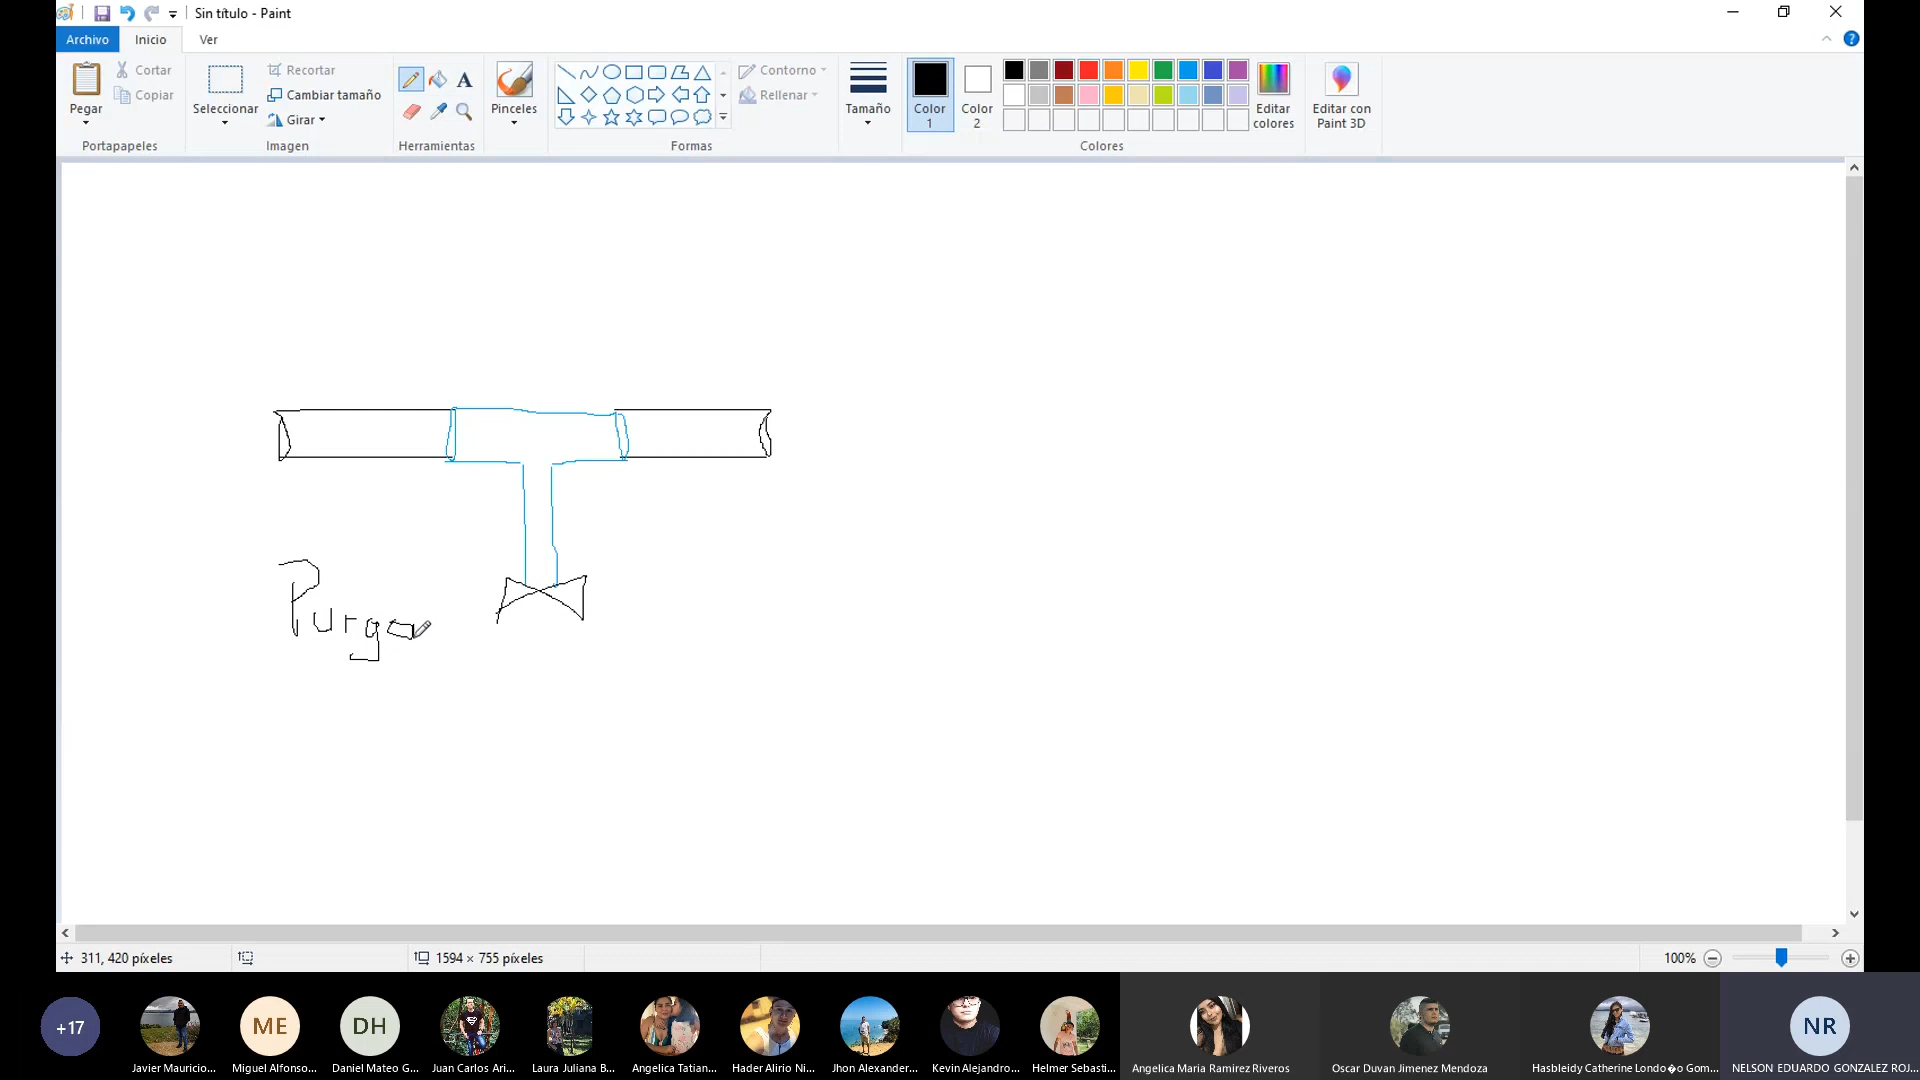 Sin título - Paint
Archivo Inicio Ver
Pegar
Cortar
Copiar
Portapapeles
Seleccionar
Recortar
Cambiar tamaño
Girar
Imagen
A
Herramientas
Pinceles
Formas
Contorno
Rellenar
Tamaño
Color 1
Color 2
Colores
Editar colores
Editar con Paint 3D
?
Purga
311, 420 píxeles
1594 × 755 píxeles
100%
+17
ME
DH
NR
Javier Mauricio...
Miguel Alfonso...
Daniel Mateo G...
Juan Carlos Ari...
Laura Juliana B...
Angelica Tatian...
Hader Alirio Ni...
Jhon Alexander...
Kevin Alejandro...
Helmer Sebasti...
Angelica Maria Ramirez Riveros
Oscar Duvan Jimenez Mendoza
Hasbleidy Catherine Londo�o Gom...
NELSON EDUARDO GONZALEZ ROJ...